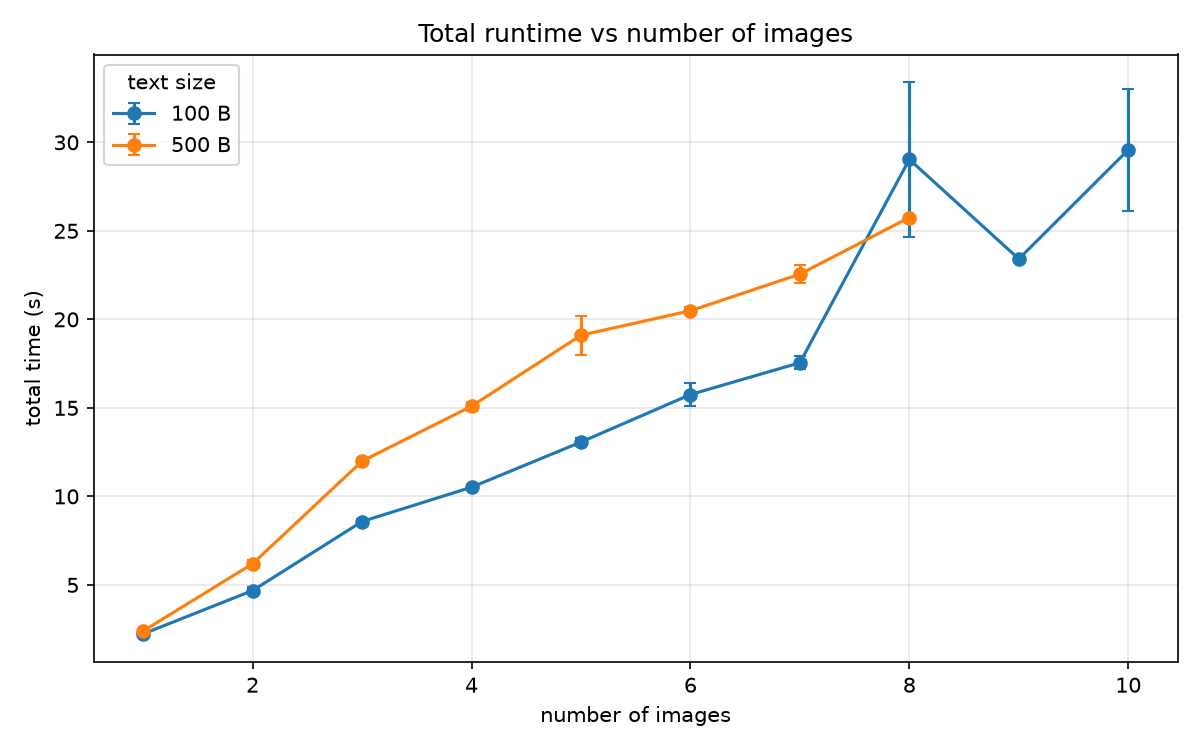 Total runtime vs number of images
text size
100 B
500 B
30
25
20
15
10
5
total time (s)
2 4 6 8 10
number of images